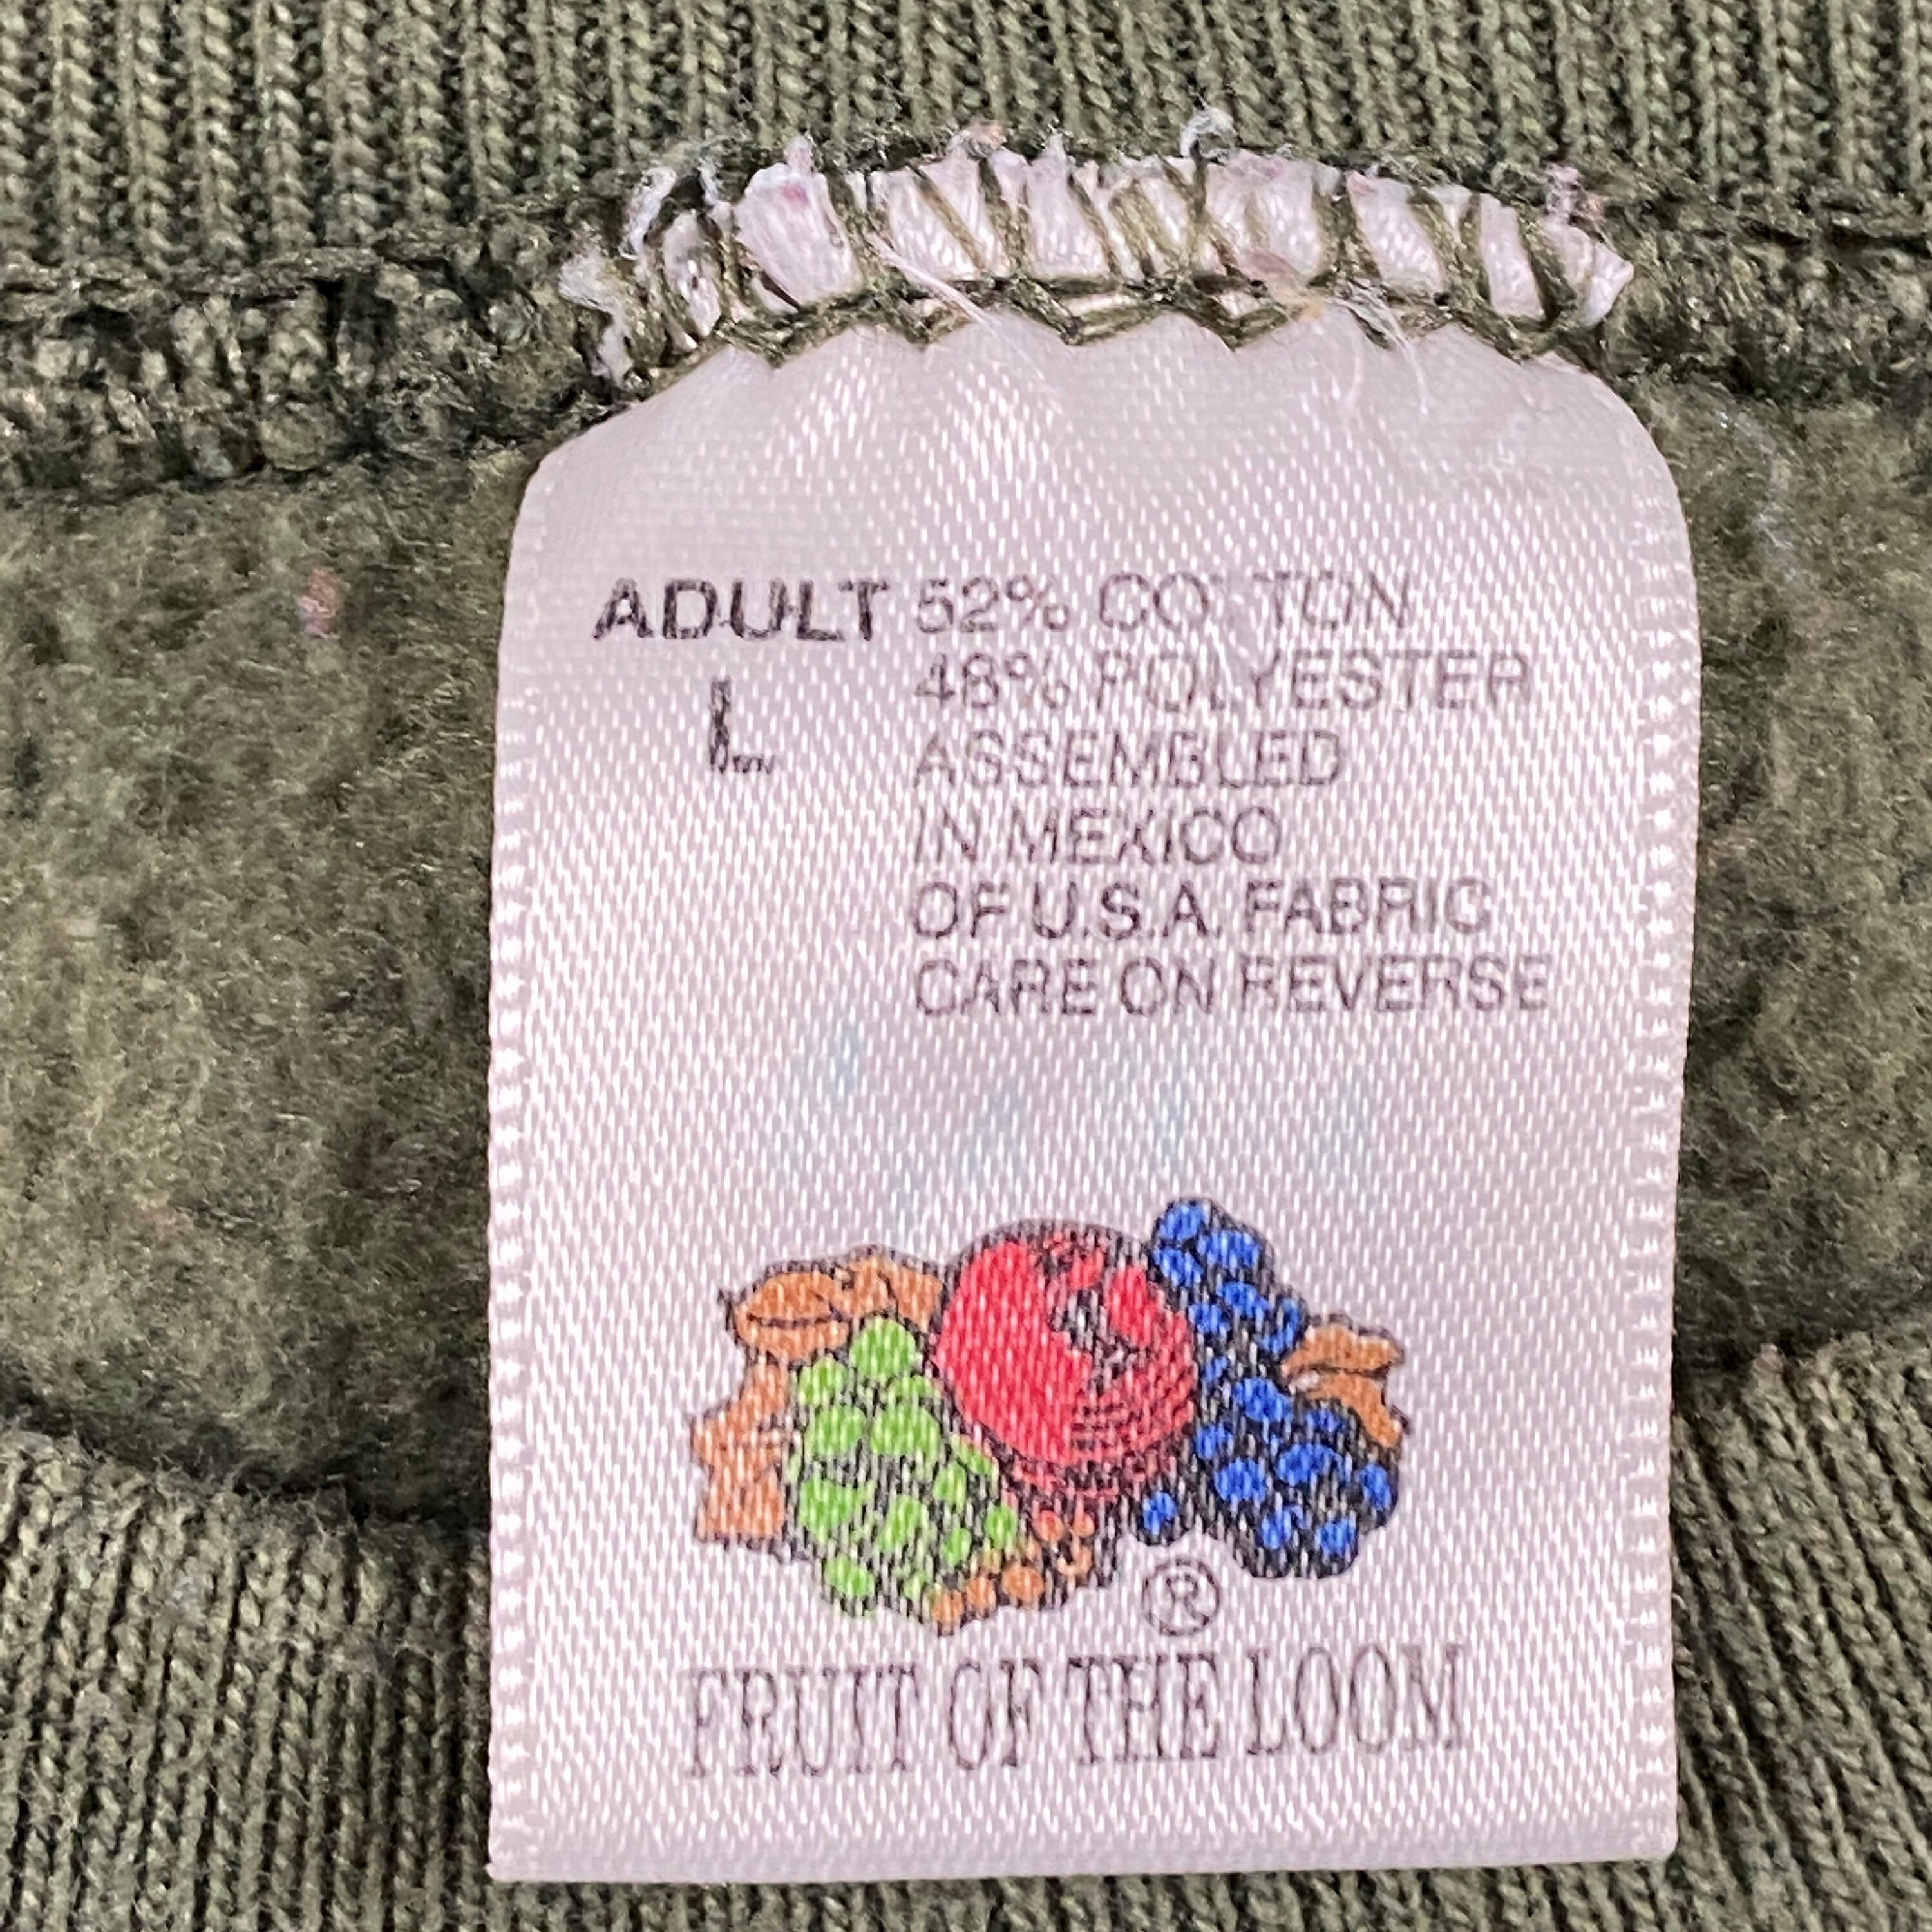 ADULT
L
52% COTTON
48% POLYESTER
ASSEMBLED
IN MEXICO
OF U.S.A. FABRIC
CARE ON REVERSE
®
FRUIT OF THE LOOM